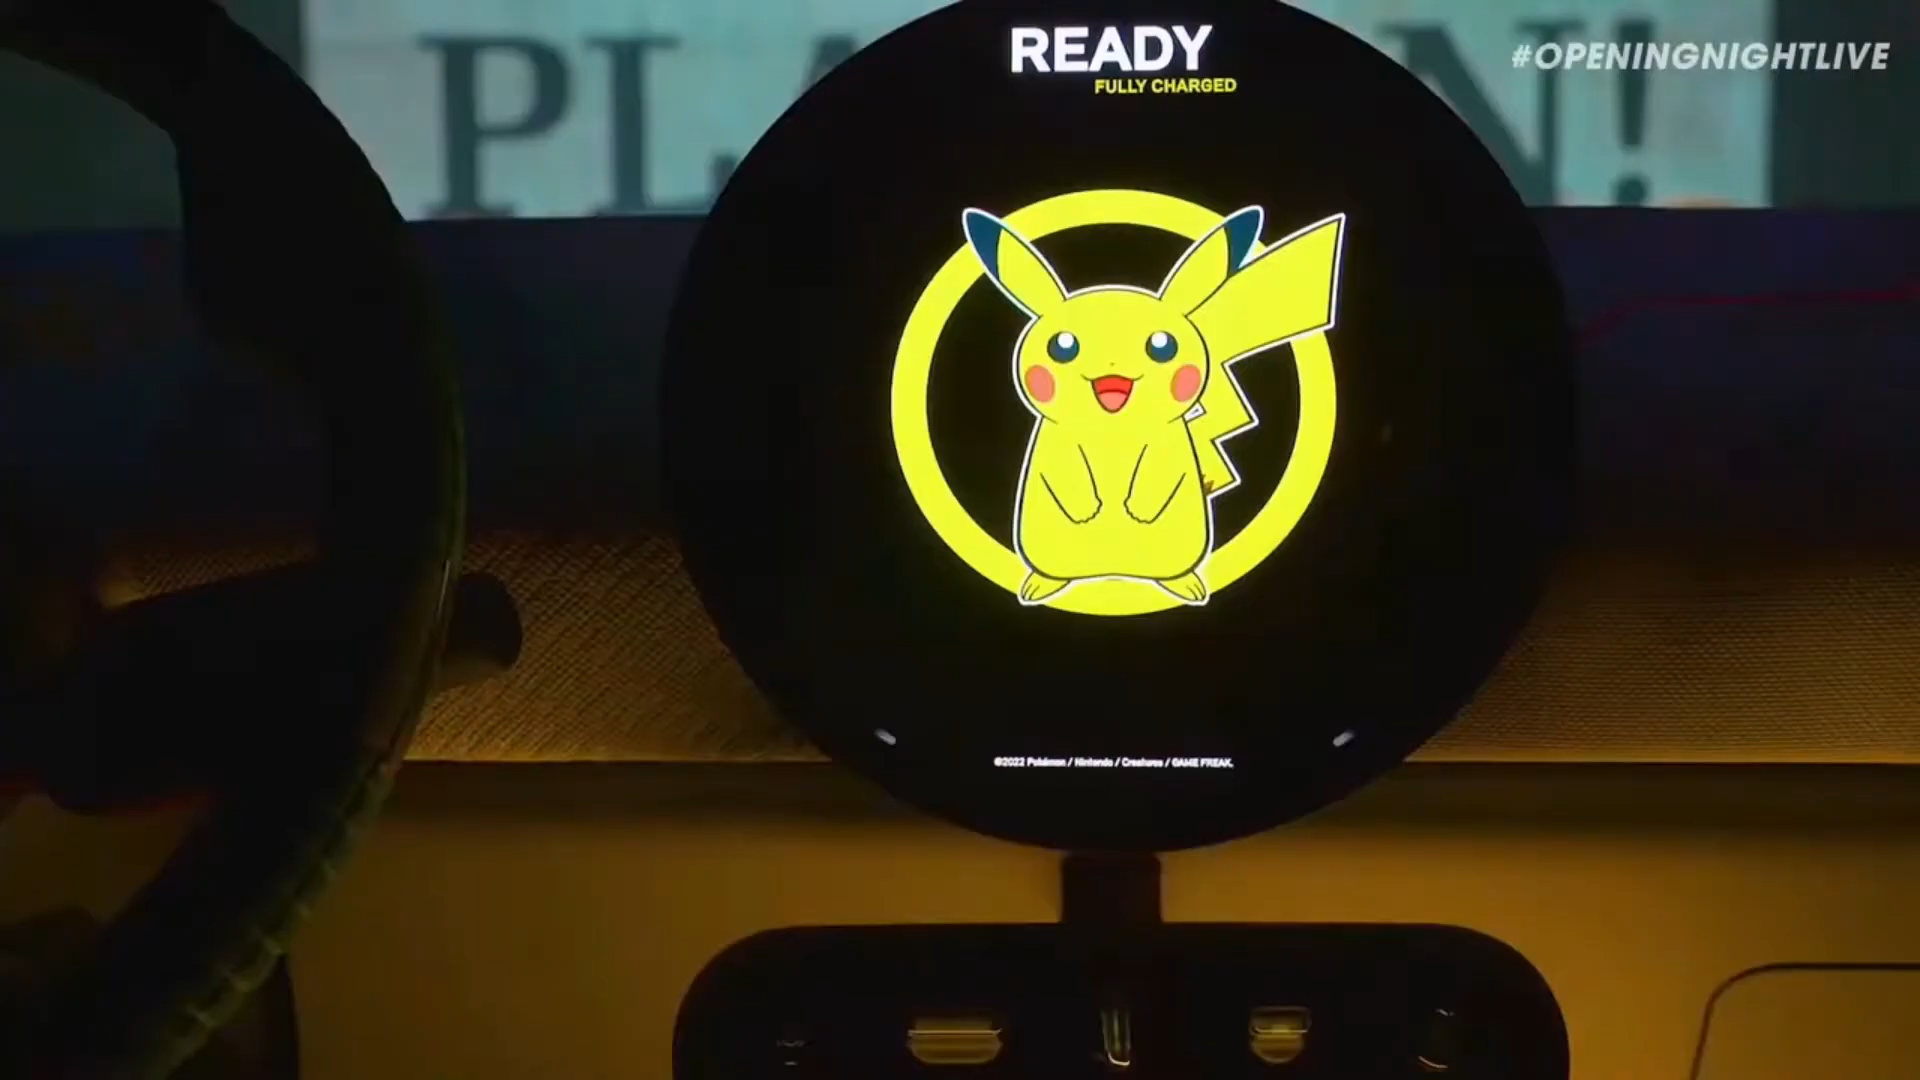 #OPENINGNIGHTLIVE
READY
FULLY CHARGED
©2022 Pokémon / Nintendo / Creatures / GAME FREAK.